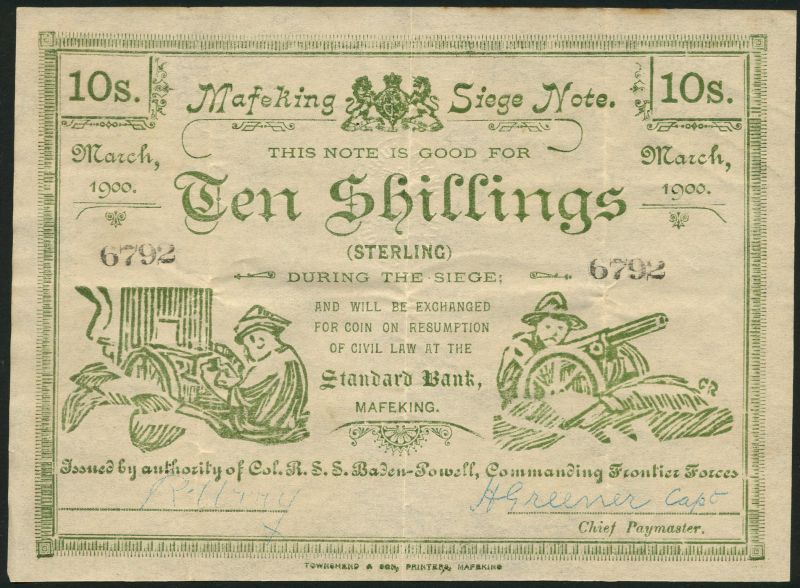 10s. Mafeking Siege Note. 10s.
March, 1900.
March, 1900.
THIS NOTE IS GOOD FOR
Ten Shillings
(STERLING)
6792 6792
DURING THE SIEGE;
AND WILL BE EXCHANGED
FOR COIN ON RESUMPTION
OF CIVIL LAW AT THE
Standard Bank,
MAFEKING.
CR
Issued by authority of Col. R. S. S. Baden-Powell, Commanding Frontier Forces
HGreener Capt
Chief Paymaster.
TOWNSHEND & SON, PRINTERS, MAFEKING